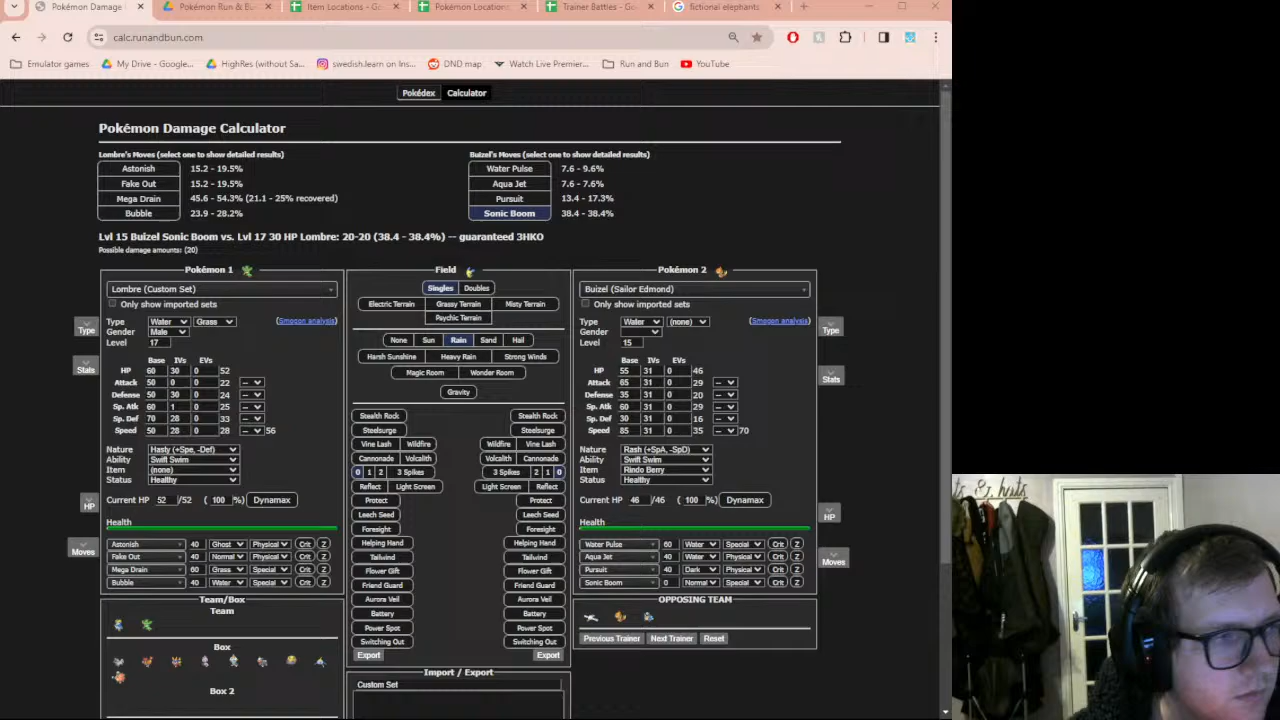 Pokémon Damage
Pokémon Run & Bu
Item Locations - Go
Pokémon Locations
Trainer Battles - Go
fictional elephants
calc.runandbun.com
Emulator games
My Drive - Google...
HighRes (without Sa...
swedish.learn on Ins...
DND map
Watch Live Premier...
Run and Bun
YouTube
Pokédex Calculator
Pokémon Damage Calculator
Lombre's Moves (select one to show detailed results)
Astonish 15.2 - 19.5%
Fake Out 15.2 - 19.5%
Mega Drain 45.6 - 54.3% (21.1 - 25% recovered)
Bubble 23.9 - 28.2%
Buizel's Moves (select one to show detailed results)
Water Pulse 7.6 - 9.6%
Aqua Jet 7.6 - 7.6%
Pursuit 13.4 - 17.3%
Sonic Boom 38.4 - 38.4%
Lvl 15 Buizel Sonic Boom vs. Lvl 17 30 HP Lombre: 20-20 (38.4 - 38.4%) -- guaranteed 3HKO
Possible damage amounts: (20)
Pokémon 1
Lombre (Custom Set)
Only show imported sets
Type Water Grass (Smogon analysis)
Gender Male
Level 17
Type
Stats
Base IVs EVs
HP 60 30 0 52
Attack 50 0 0 22 --
Defense 50 30 0 24 --
Sp. Atk 60 1 0 25 --
Sp. Def 70 28 0 33 --
Speed 50 28 0 28 -- 56
Nature Hasty (+Spe, -Def)
Ability Swift Swim
Item (none)
Status Healthy
HP
Current HP 52 /52 ( 100 %) Dynamax
Health
Moves
Astonish 40 Ghost Physical Crit Z
Fake Out 40 Normal Physical Crit Z
Mega Drain 60 Grass Special Crit Z
Bubble 40 Water Special Crit Z
Team/Box
Team
Box
Box 2
Field
Singles Doubles
Electric Terrain Grassy Terrain Misty Terrain
Psychic Terrain
None Sun Rain Sand Hail
Harsh Sunshine Heavy Rain Strong Winds
Magic Room Wonder Room
Gravity
Stealth Rock Stealth Rock
Steelsurge Steelsurge
Vine Lash Wildfire Wildfire Vine Lash
Cannonade Volcalith Volcalith Cannonade
0 1 2 3 Spikes 3 Spikes 2 1 0
Reflect Light Screen Light Screen Reflect
Protect Protect
Leech Seed Leech Seed
Foresight Foresight
Helping Hand Helping Hand
Tailwind Tailwind
Flower Gift Flower Gift
Friend Guard Friend Guard
Aurora Veil Aurora Veil
Battery Battery
Power Spot Power Spot
Switching Out Switching Out
Export Export
Import / Export
Custom Set
Pokémon 2
Buizel (Sailor Edmond)
Only show imported sets
Type Water (none) (Smogon analysis)
Gender
Level 15
Type
Stats
Base IVs EVs
HP 55 31 0 46
Attack 65 31 0 29 --
Defense 35 31 0 20 --
Sp. Atk 60 31 0 29 --
Sp. Def 30 31 0 16 --
Speed 85 31 0 35 -- 70
Nature Rash (+SpA, -SpD)
Ability Swift Swim
Item Rindo Berry
Status Healthy
HP
Current HP 46 /46 ( 100 %) Dynamax
Health
Moves
Water Pulse 60 Water Special Crit Z
Aqua Jet 40 Water Physical Crit Z
Pursuit 40 Dark Physical Crit Z
Sonic Boom 0 Normal Special Crit Z
OPPOSING TEAM
Previous Trainer Next Trainer Reset